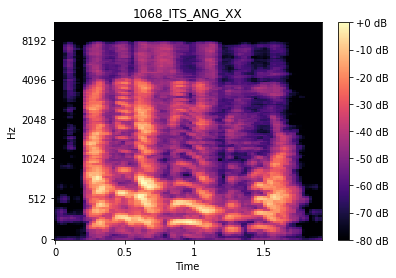 1068_ITS_ANG_XX
+0 dB
8192
-10 dB
4096
-20 dB
-30 dB
2048
Hz
-40 dB
1024
-50 dB
512
-60 dB
-70 dB
0
-80 dB
0
0.5
1
1.5
Time